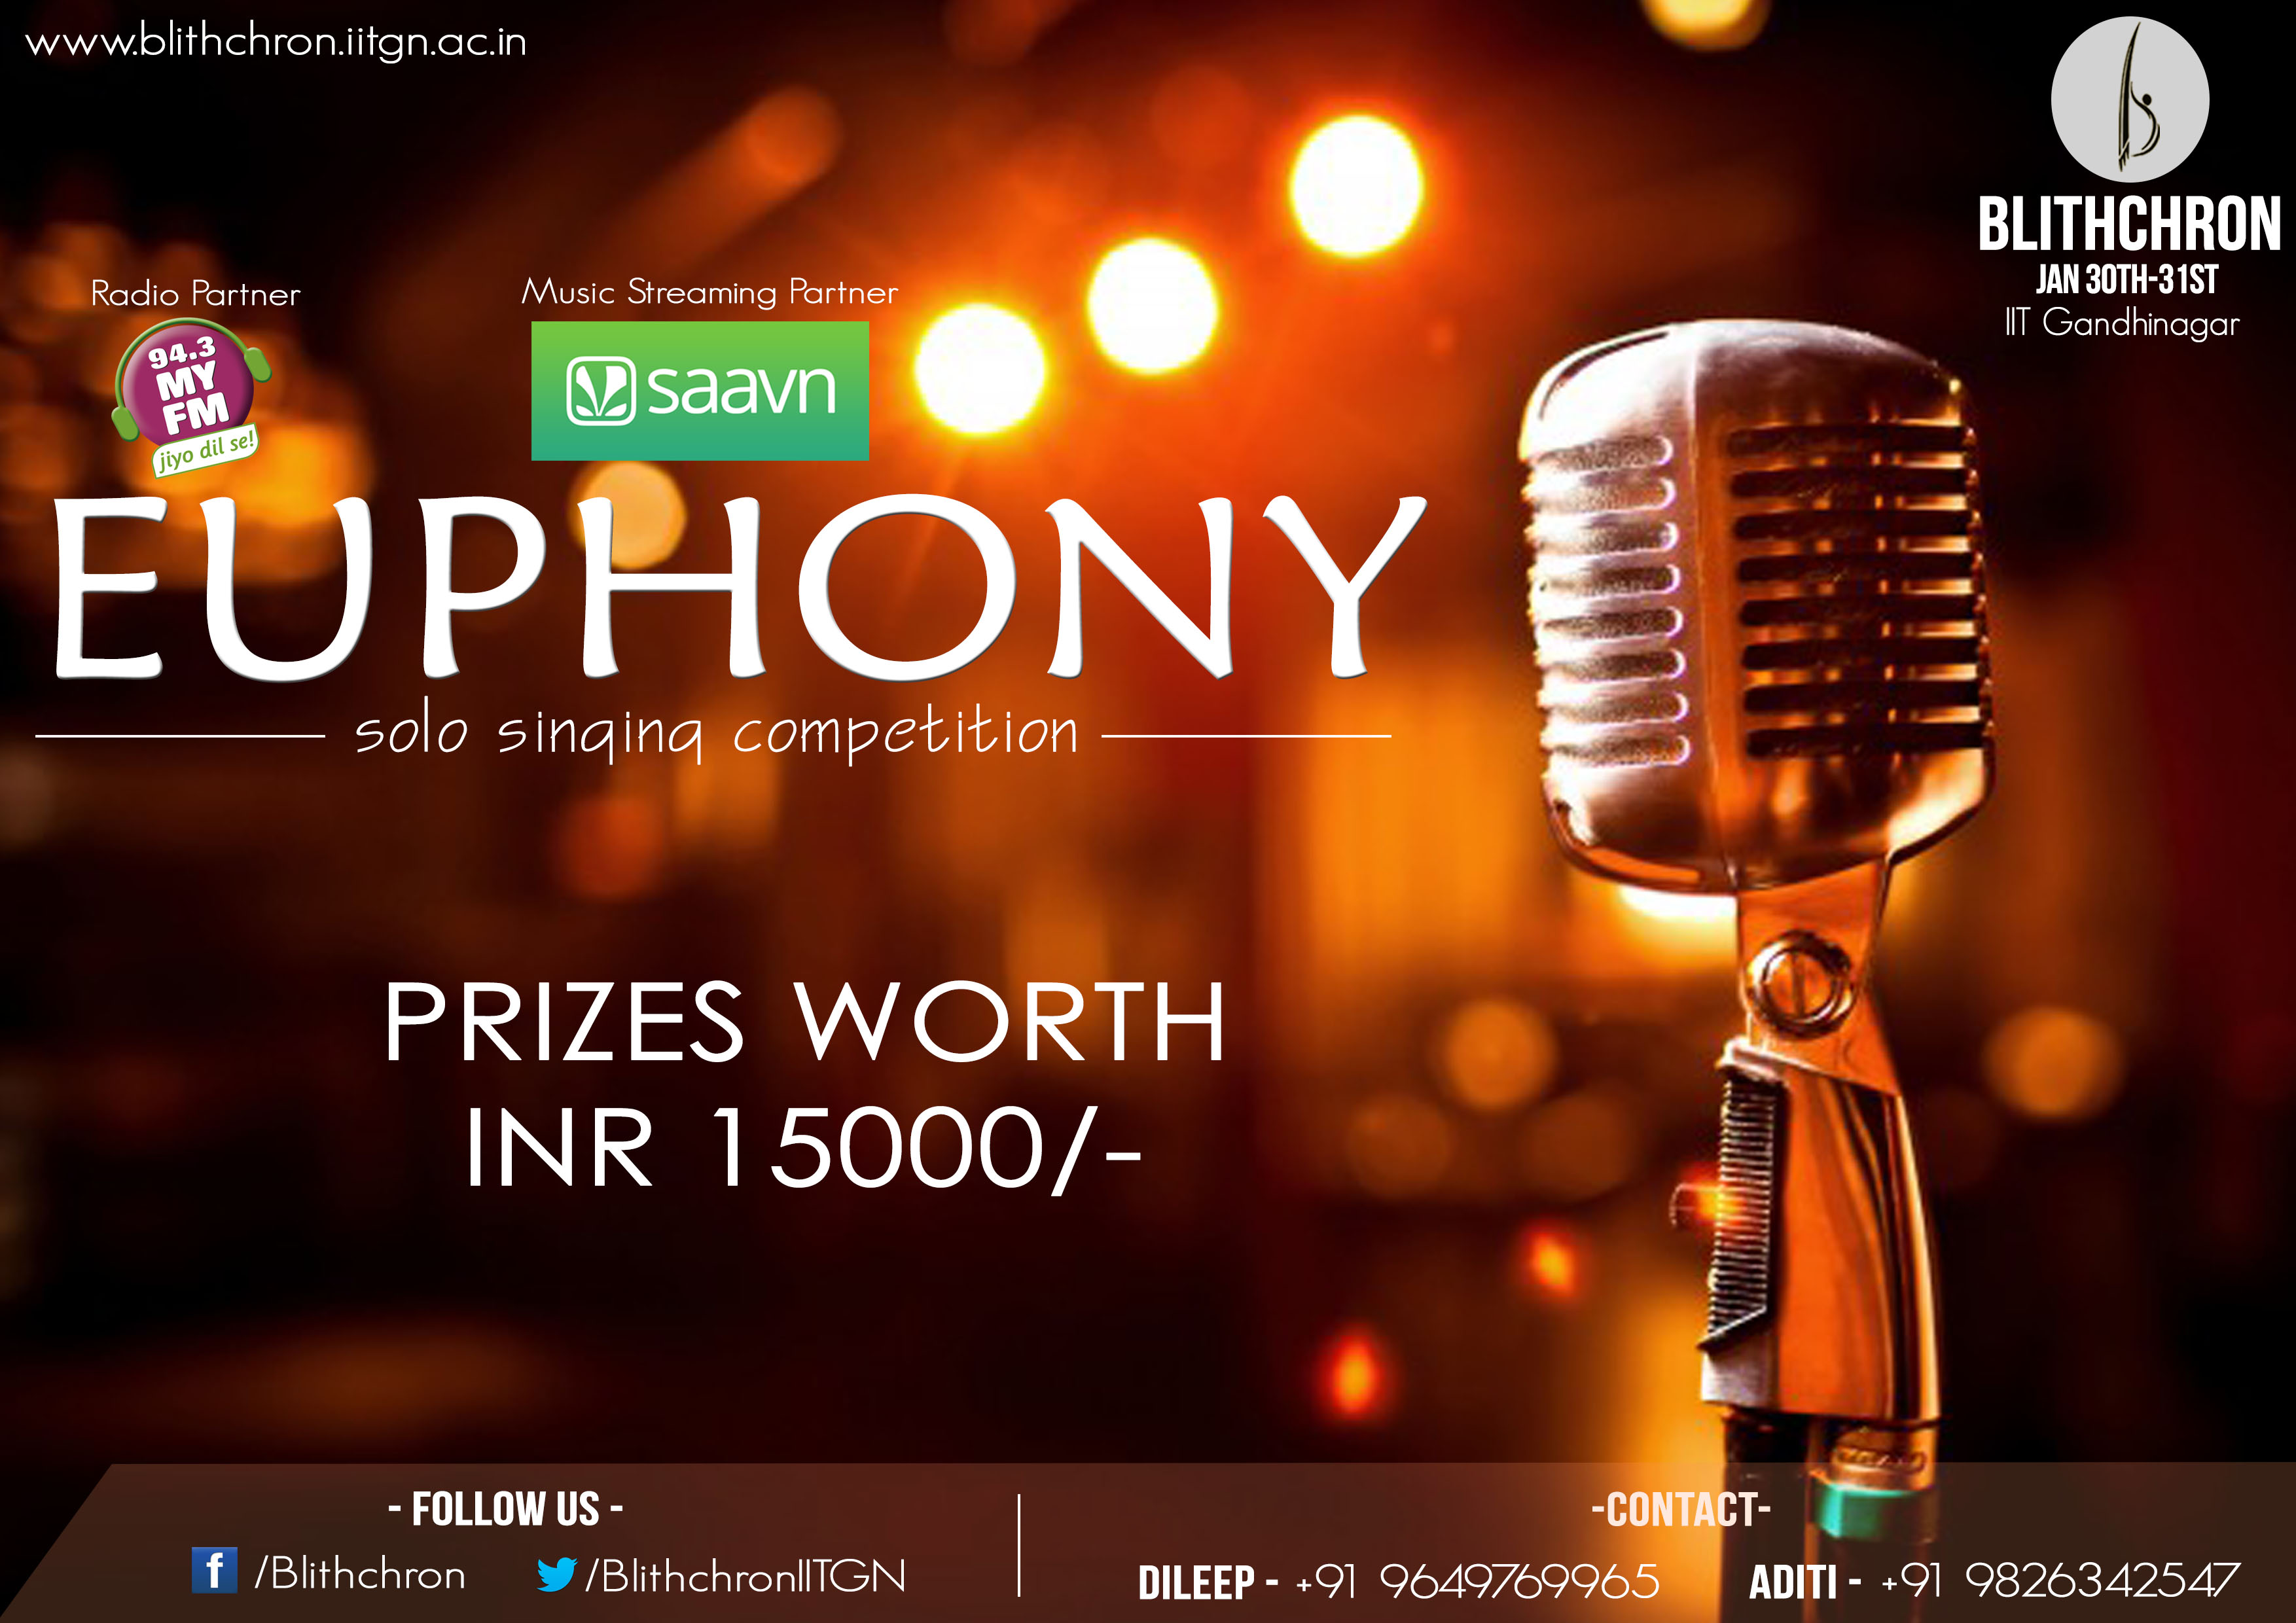 www.blithchron.iitgn.ac.in
BLITHCHRON
JAN 30TH-31ST
IIT Gandhinagar
Radio Partner
94.3
MY
FM
jiyo dil se!
Music Streaming Partner
saavn
EUPHONY
solo singing competition
PRIZES WORTH
INR 15000/-
- FOLLOW US -
/Blithchron
/BlithchronIITGN
-CONTACT-
DILEEP - +91 9649769965
ADITI - +91 9826342547